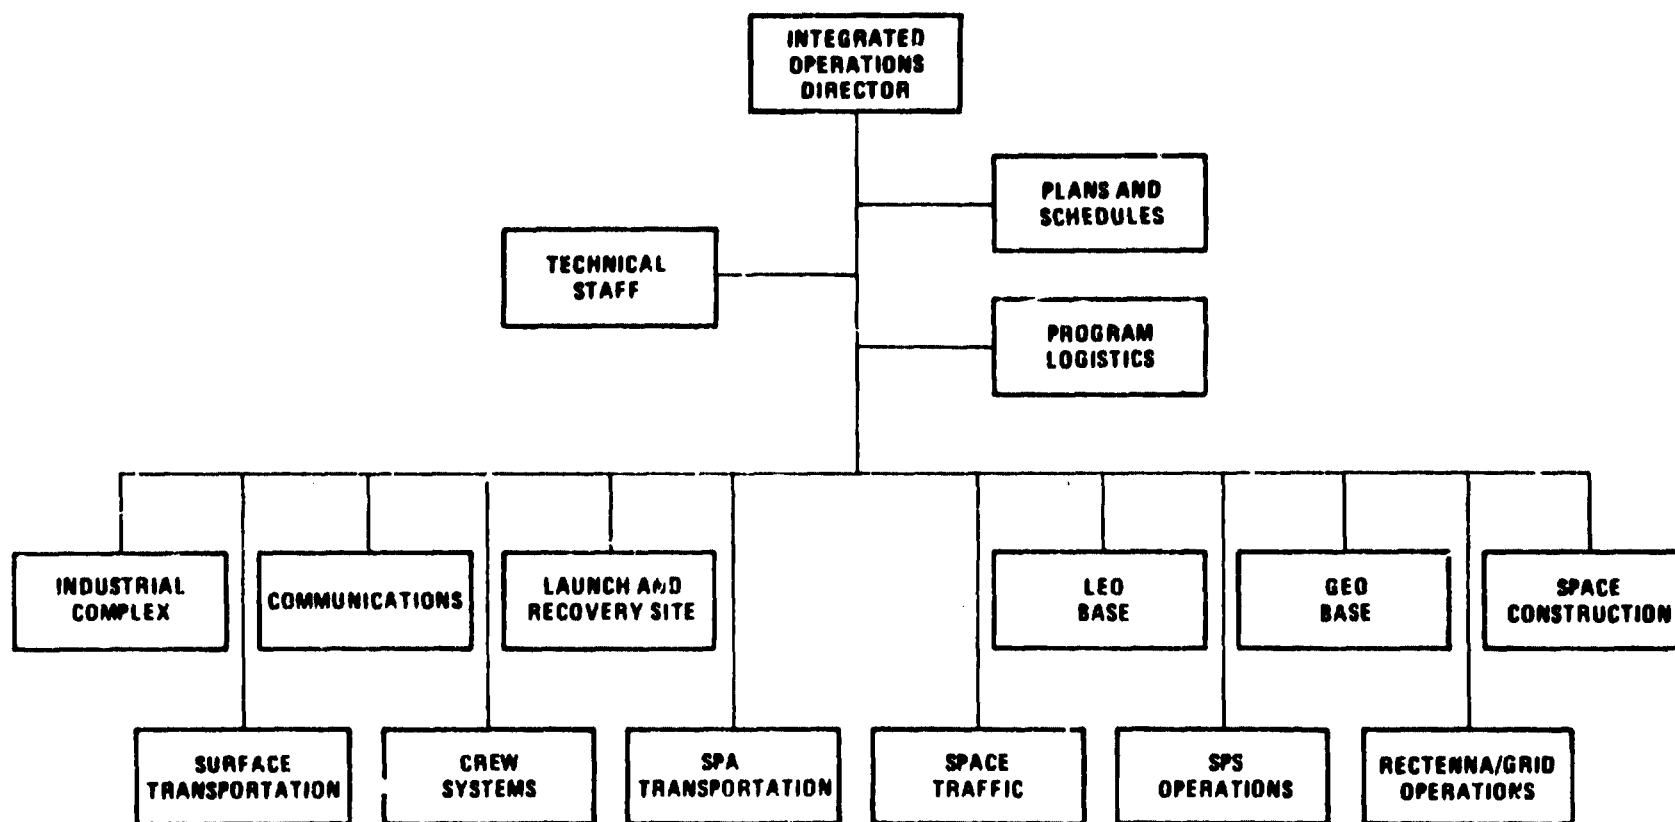 INTEGRATED
OPERATIONS
DIRECTOR
PLANS AND
SCHEDULES
TECHNICAL
STAFF
PROGRAM
LOGISTICS
INDUSTRIAL
COMPLEX
COMMUNICATIONS
LAUNCH AND
RECOVERY SITE
LEO
BASE
GEO
BASE
SPACE
CONSTRUCTION
SURFACE
TRANSPORTATION
CREW
SYSTEMS
SPA
TRANSPORTATION
SPACE
TRAFFIC
SPS
OPERATIONS
RECTENNA/GRID
OPERATIONS